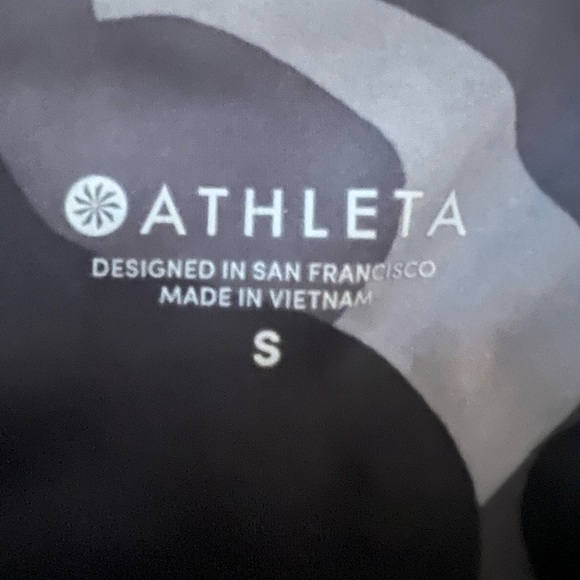 ATHLETA
DESIGNED IN SAN FRANCISCO
MADE IN VIETNAM
S